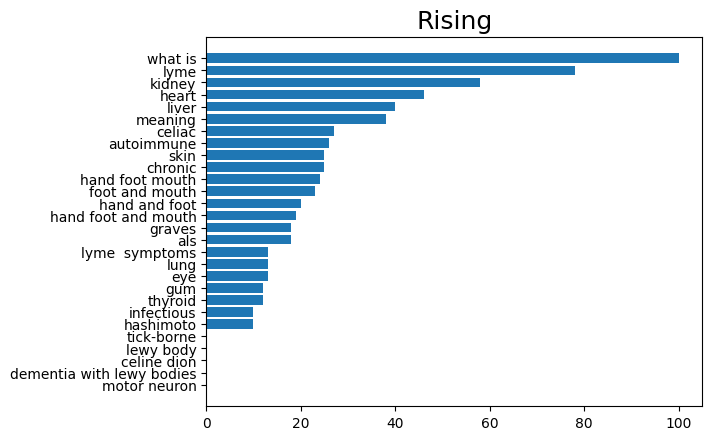 Rising
what is
lyme
kidney
heart
liver
meaning
celiac
autoimmune
skin
chronic
hand foot mouth
foot and mouth
hand and foot
hand foot and mouth
graves
als
lyme  symptoms
lung
eye
gum
thyroid
infectious
hashimoto
tick-borne
lewy body
celine dion
dementia with lewy bodies
motor neuron
0 20 40 60 80 100